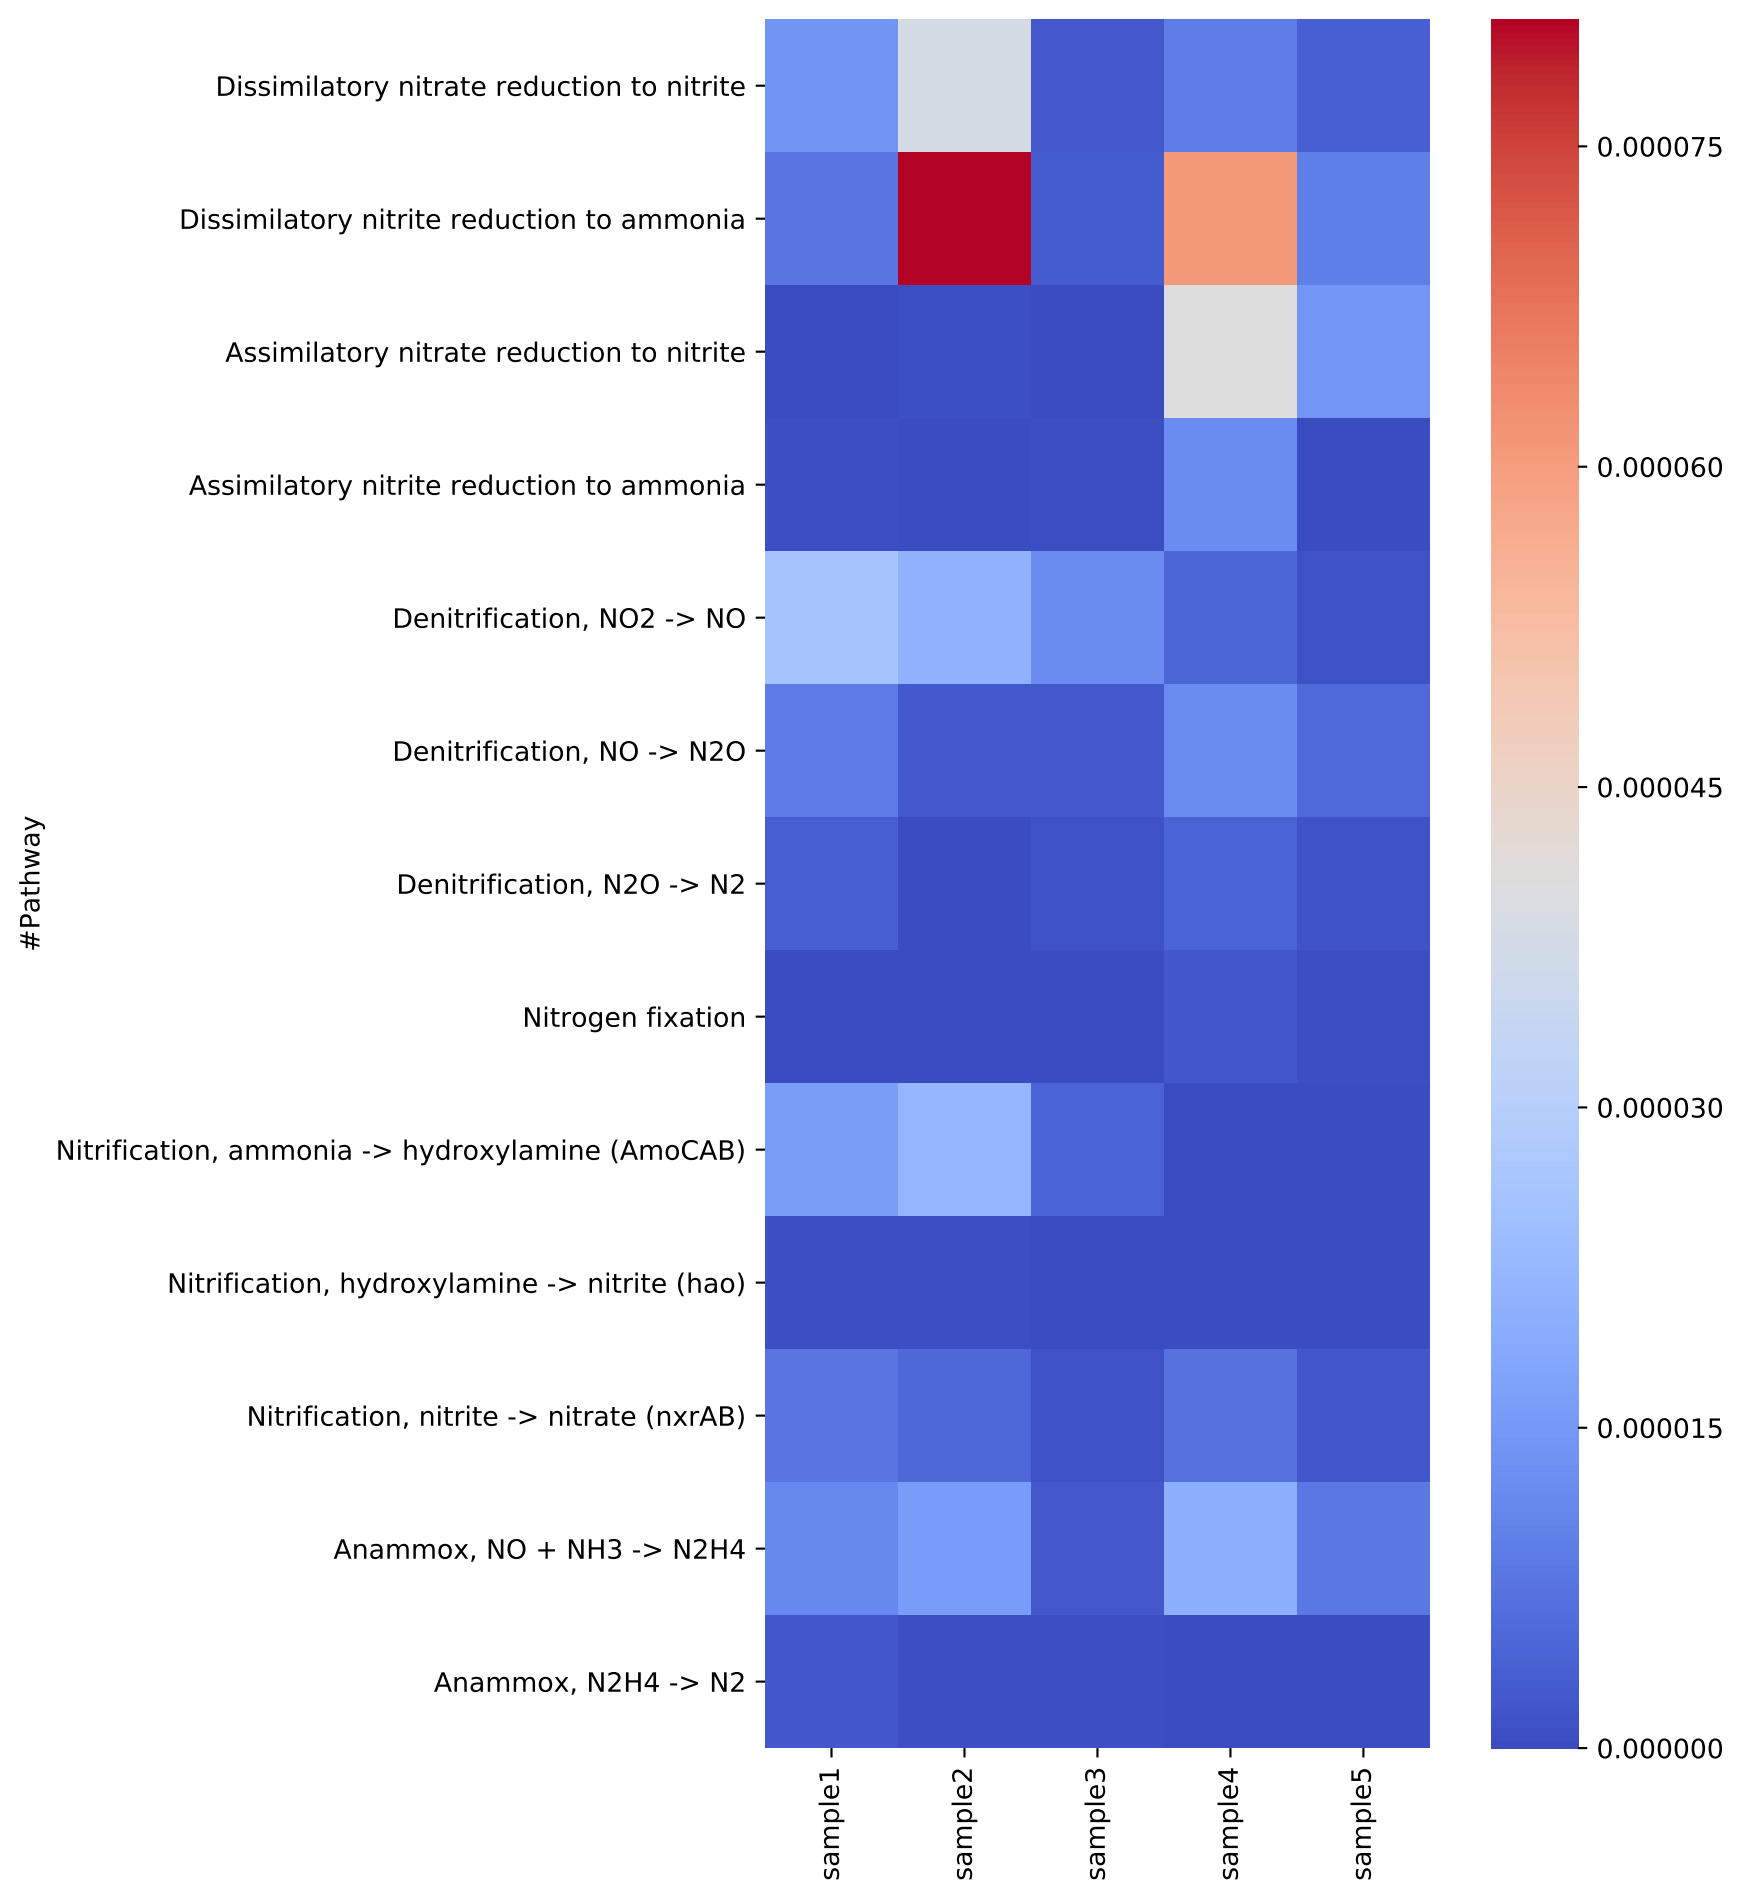 Dissimilatory nitrate reduction to nitrite
Dissimilatory nitrite reduction to ammonia
Assimilatory nitrate reduction to nitrite
Assimilatory nitrite reduction to ammonia
Denitrification, NO2 -> NO
Denitrification, NO -> N2O
Denitrification, N2O -> N2
Nitrogen fixation
Nitrification, ammonia -> hydroxylamine (AmoCAB)
Nitrification, hydroxylamine -> nitrite (hao)
Nitrification, nitrite -> nitrate (nxrAB)
Anammox, NO + NH3 -> N2H4
Anammox, N2H4 -> N2
#Pathway
sample1
sample2
sample3
sample4
sample5
0.000075
0.000060
0.000045
0.000030
0.000015
0.000000